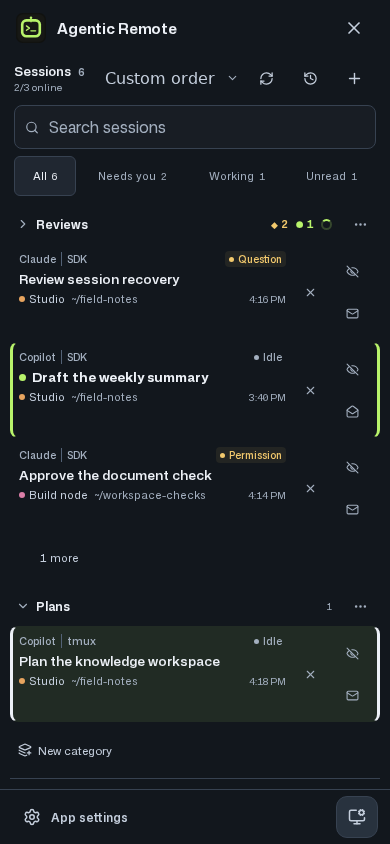 Agentic Remote
Sessions 6
2/3 online
Custom order
Search sessions
All 6
Needs you 2
Working 1
Unread 1
Reviews
2
1
Claude | SDK
Question
Review session recovery
Studio ~/field-notes
4:16 PM
Copilot | SDK
Idle
Draft the weekly summary
Studio ~/field-notes
3:40 PM
Claude | SDK
Permission
Approve the document check
Build node ~/workspace-checks
4:14 PM
1 more
Plans
1
Copilot | tmux
Idle
Plan the knowledge workspace
Studio ~/field-notes
4:18 PM
New category
App settings